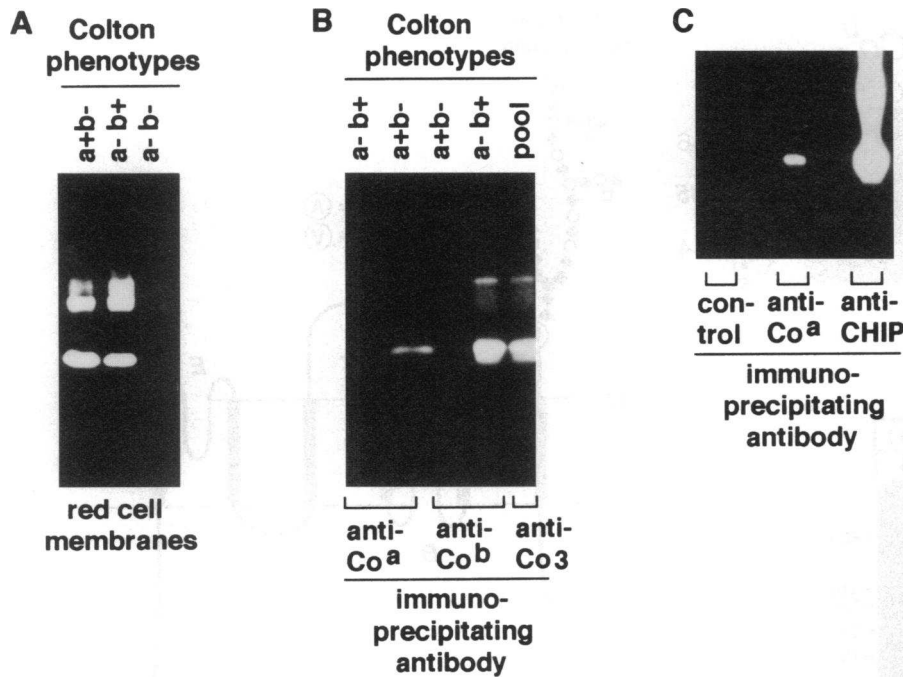 A
Colton
phenotypes
a+b-
a- b+
a- b-
red cell
membranes
B
Colton
phenotypes
a- b+
a+b-
a+b-
a- b+
pool
anti-
Coa
anti-
Cob
anti-
Co3
immuno-
precipitating
antibody
C
con-
trol
anti-
Coa
anti-
CHIP
immuno-
precipitating
antibody